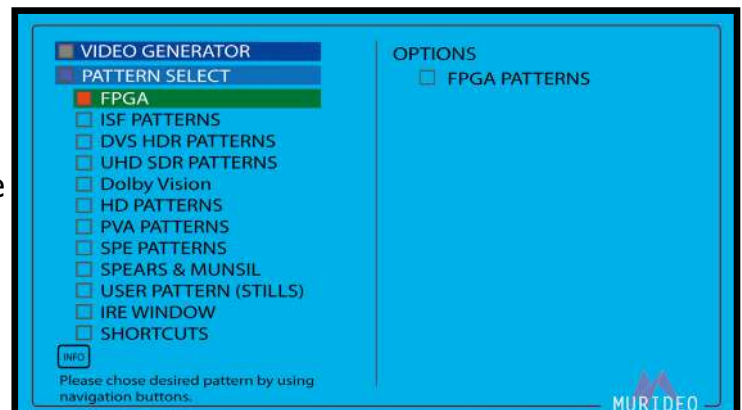 VIDEO GENERATOR
PATTERN SELECT
FPGA
ISF PATTERNS
DVS HDR PATTERNS
UHD SDR PATTERNS
Dolby Vision
HD PATTERNS
PVA PATTERNS
SPE PATTERNS
SPEARS & MUNSIL
USER PATTERN (STILLS)
IRE WINDOW
SHORTCUTS
INFO
Please chose desired pattern by using
navigation buttons.
OPTIONS
FPGA PATTERNS
MURIDEO
e